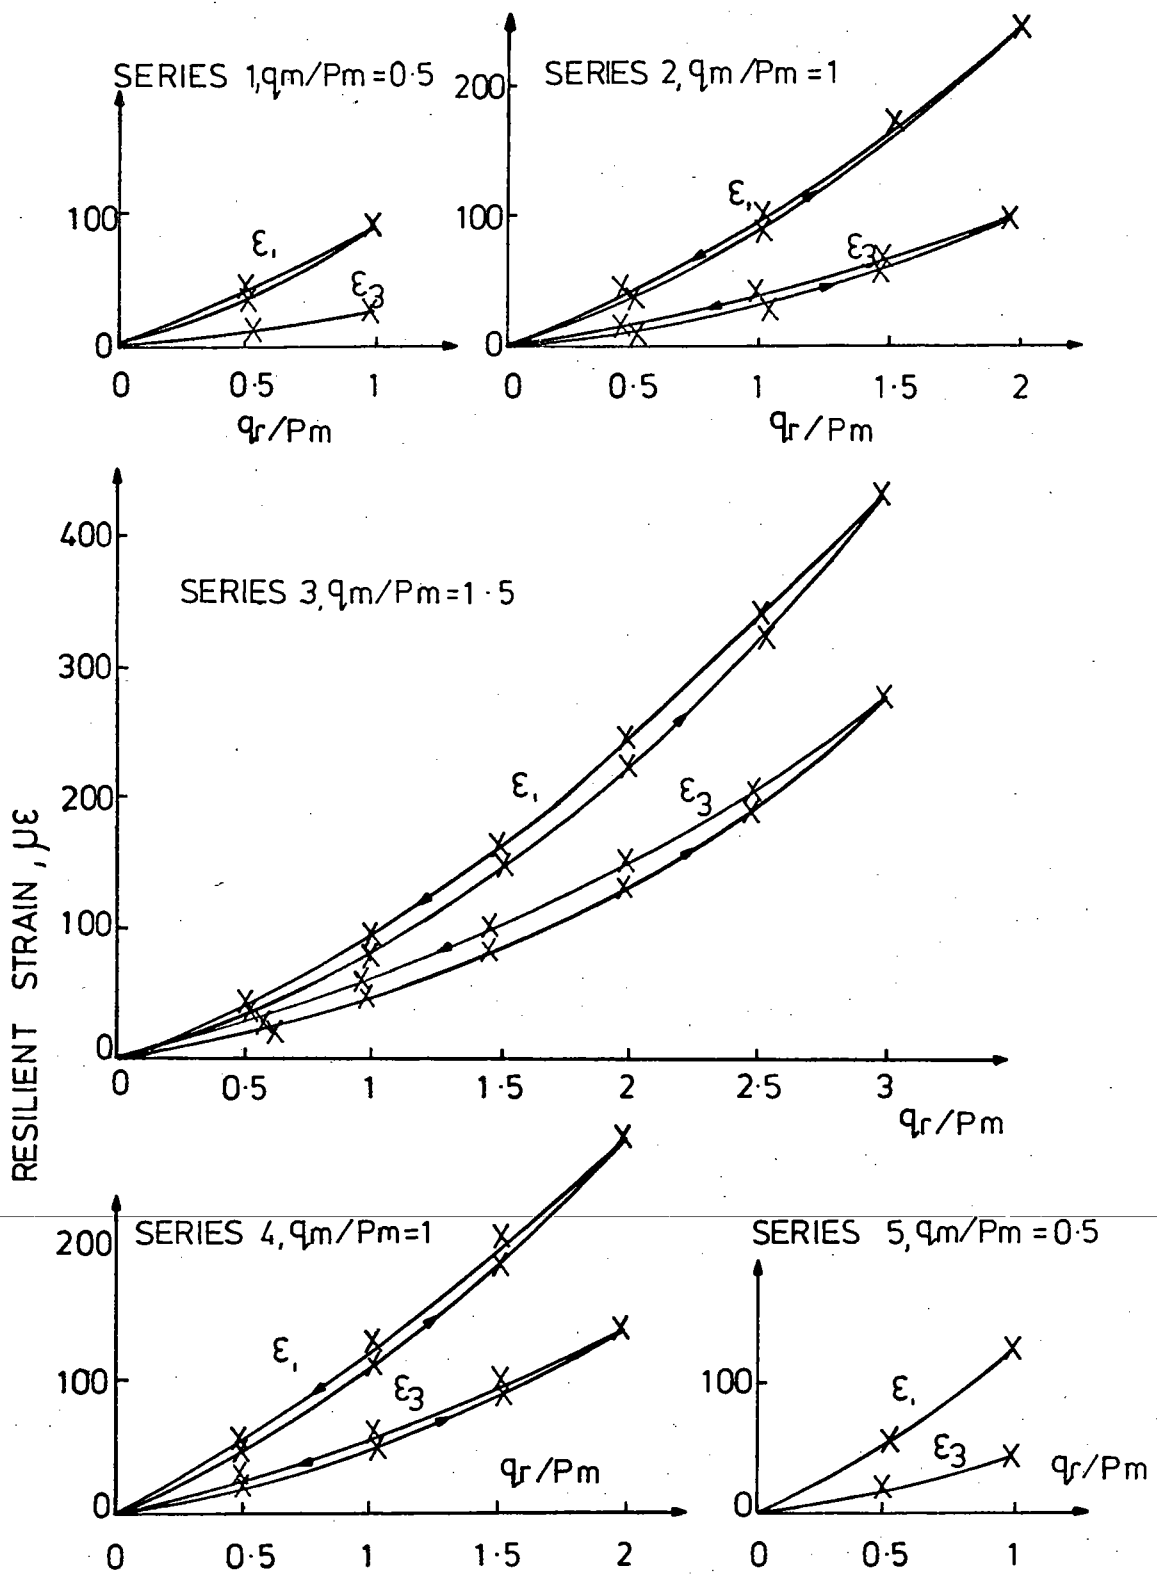 SERIES 1, qm/Pm = 0·5
100
0
ε₁
ε3
0 0·5 1
qr/Pm
SERIES 2, qm/Pm = 1
200
100
0
ε₁
ε3
0 0·5 1 1·5 2
qr/Pm
RESILIENT STRAIN, με
SERIES 3, qm/Pm = 1·5
400
300
200
100
0
ε₁
ε3
0 0·5 1 1·5 2 2·5 3
qr/Pm
SERIES 4, qm/Pm = 1
200
100
0
ε₁
ε3
qr/Pm
0 0·5 1 1·5 2
SERIES 5, qm/Pm = 0·5
100
0
ε₁
ε3
qr/Pm
0 0·5 1